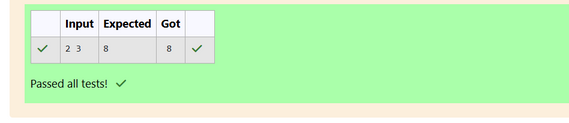 Input Expected Got
2 3 8 8
Passed all tests!